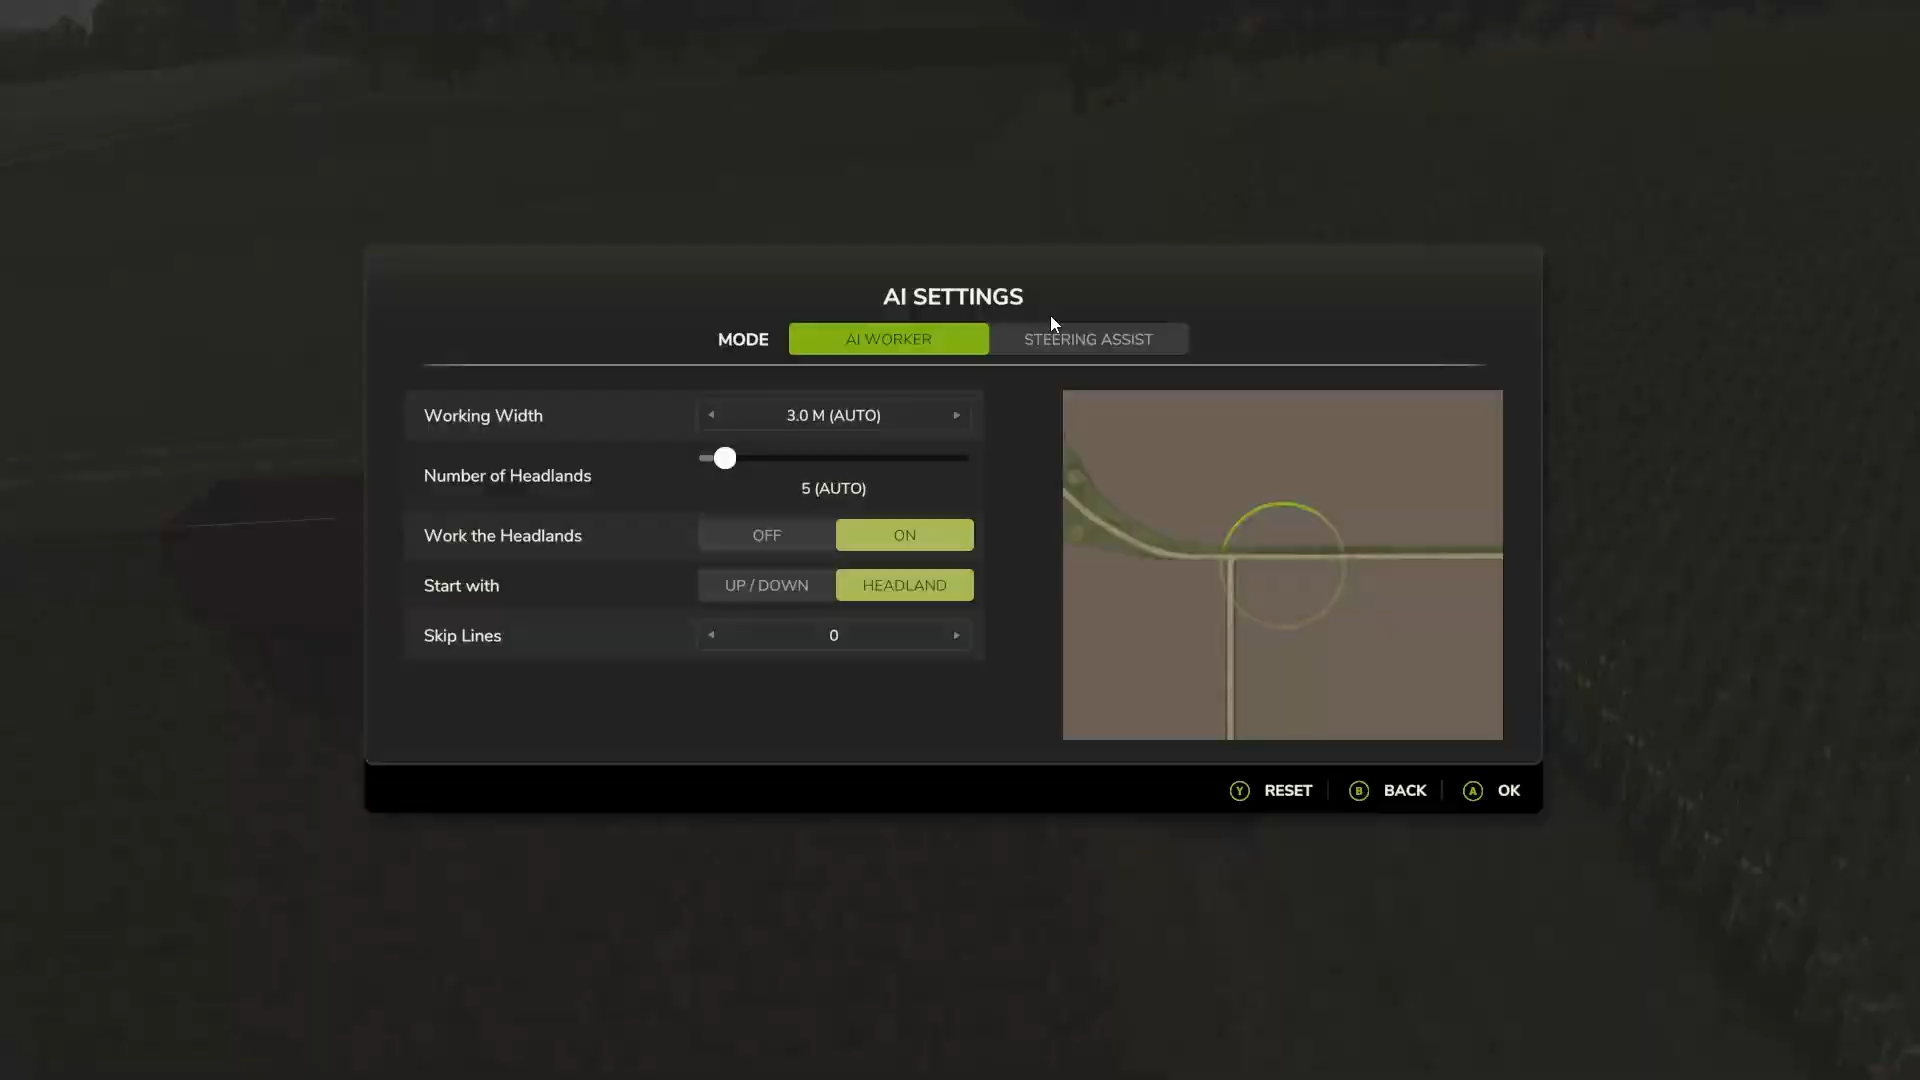 AI SETTINGS
MODE AI WORKER STEERING ASSIST
Working Width 3.0 M (AUTO)
Number of Headlands 5 (AUTO)
Work the Headlands OFF ON
Start with UP / DOWN HEADLAND
Skip Lines 0
Y RESET B BACK A OK